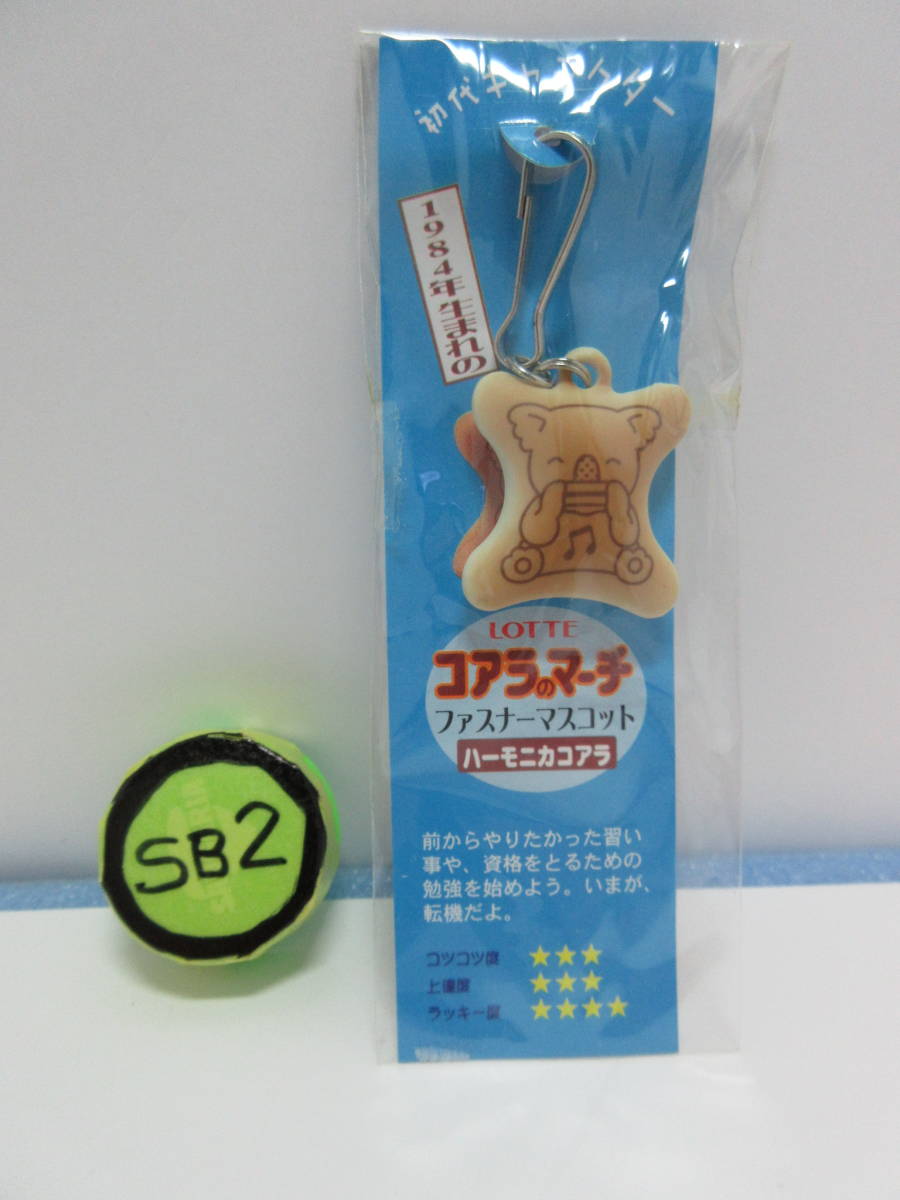 初代キャラクター
1984年生まれの
LOTTE
コアラのマーチ
ファスナーマスコット
ハーモニカコアラ
前からやりたかった習い
事や、資格をとるための
勉強を始めよう。いまが、
転機だよ。
コツコツ度 ★★★
上達度 ★★★
ラッキー度 ★★★★
SB2